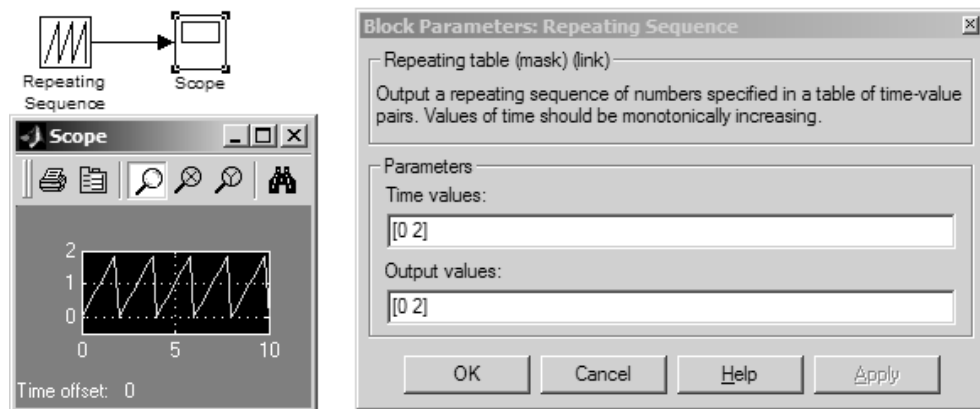 Repeating
Sequence
Scope
Scope
2
1
0
0 5 10
Time offset: 0
Block Parameters: Repeating Sequence
Repeating table (mask) (link)
Output a repeating sequence of numbers specified in a table of time-value
pairs. Values of time should be monotonically increasing.
Parameters
Time values:
[0 2]
Output values:
[0 2]
OK Cancel Help Apply